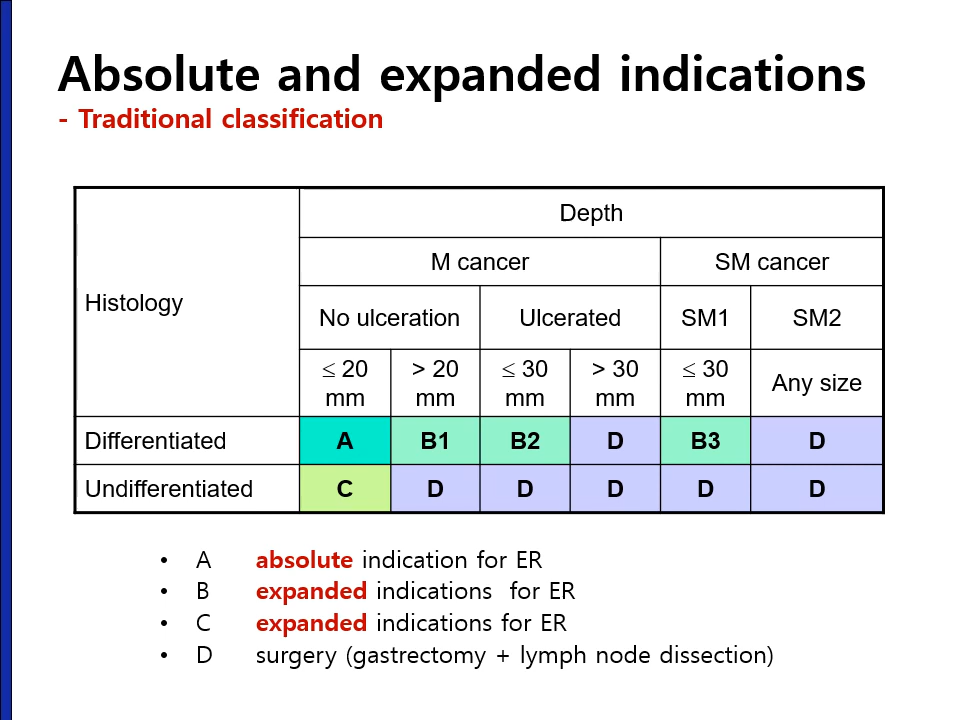 Absolute and expanded indications
- Traditional classification
Histology
Depth
M cancer
SM cancer
No ulceration
Ulcerated
SM1
SM2
≤ 20 mm
> 20 mm
≤ 30 mm
> 30 mm
≤ 30 mm
Any size
Differentiated A B1 B2 D B3 D
Undifferentiated C D D D D D
• A absolute indication for ER
• B expanded indications for ER
• C expanded indications for ER
• D surgery (gastrectomy + lymph node dissection)